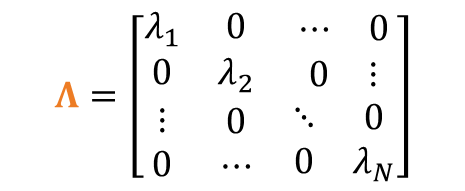 λ₁ 0 ⋯ 0
0 λ₂ 0 ⋮
𝚲 =
⋮ 0 ⋱ 0
0 ⋯ 0 λ_N